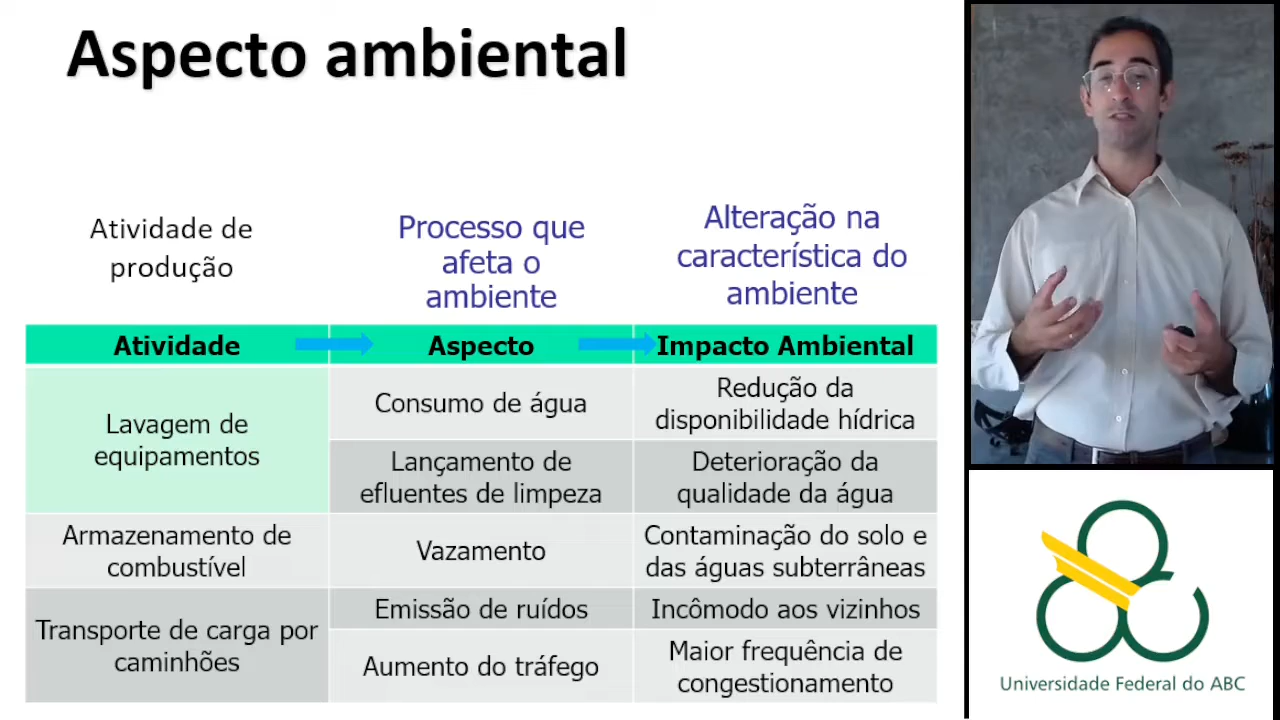 Aspecto ambiental
Atividade de
produção
Processo que
afeta o
ambiente
Alteração na
característica do
ambiente
Atividade
Aspecto
Impacto Ambiental
Lavagem de
equipamentos
Consumo de água
Redução da
disponibilidade hídrica
Lançamento de
efluentes de limpeza
Deterioração da
qualidade da água
Armazenamento de
combustível
Vazamento
Contaminação do solo e
das águas subterrâneas
Transporte de carga por
caminhões
Emissão de ruídos
Incômodo aos vizinhos
Aumento do tráfego
Maior frequência de
congestionamento
Universidade Federal do ABC